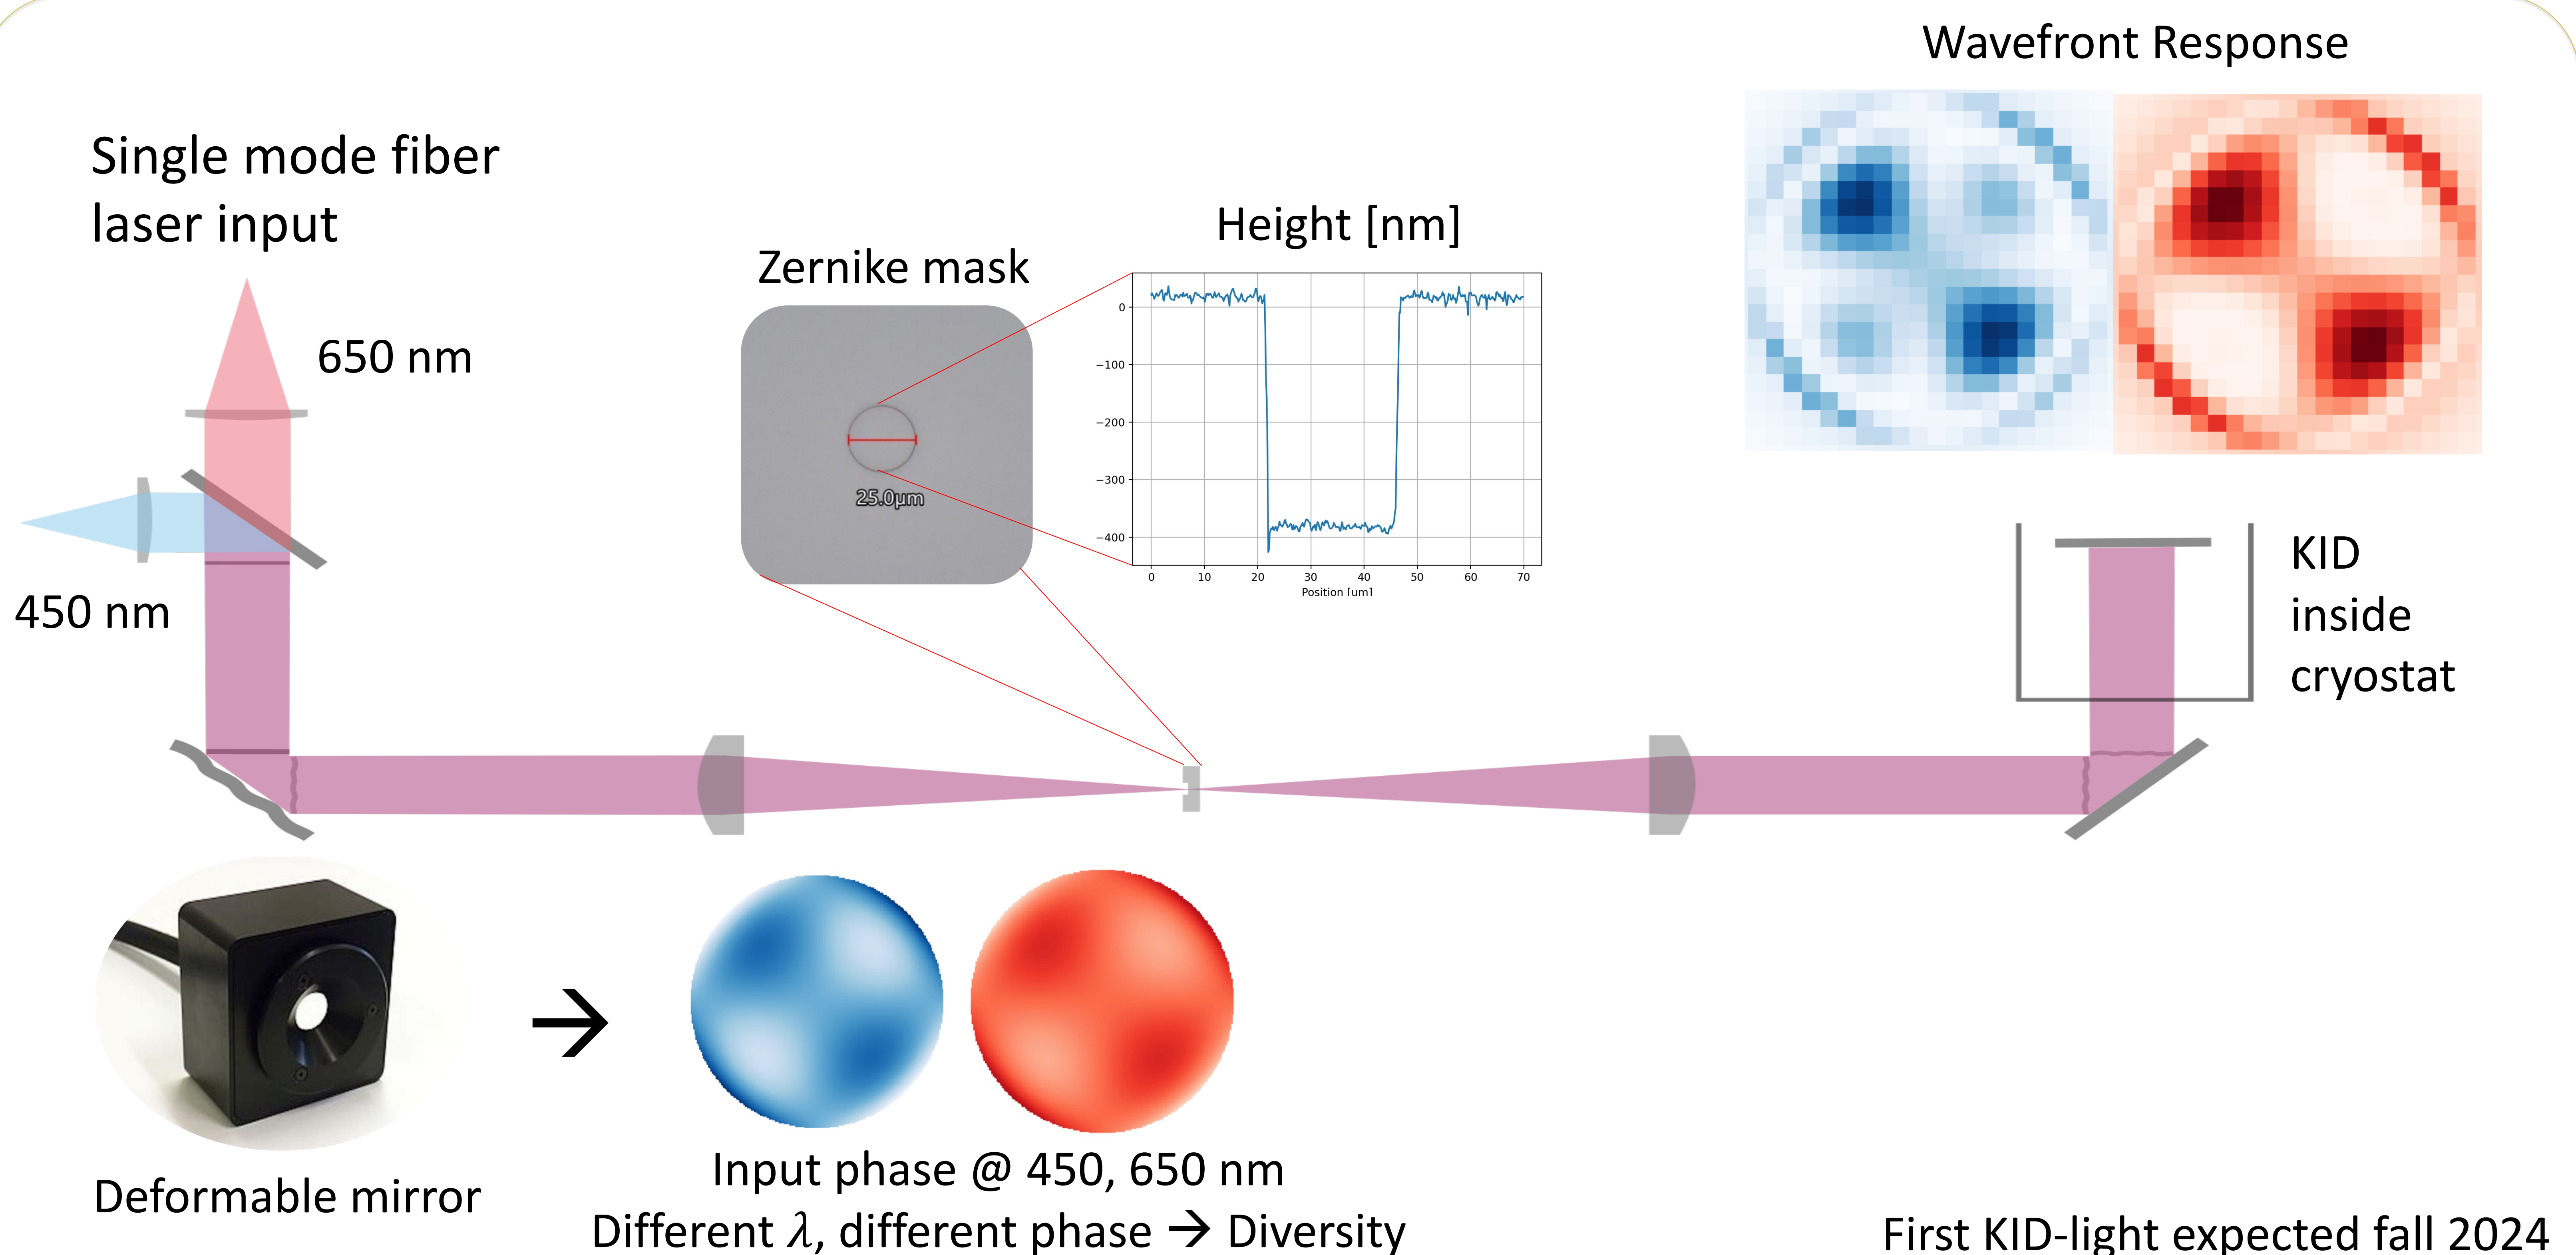 Wavefront Response
Single mode fiber
laser input
650 nm
450 nm
Zernike mask
25.0µm
Height [nm]
0
−100
−200
−300
−400
0 10 20 30 40 50 60 70
Position [um]
KID
inside
cryostat
Deformable mirror
→
Input phase @ 450, 650 nm
Different λ, different phase → Diversity
First KID-light expected fall 2024